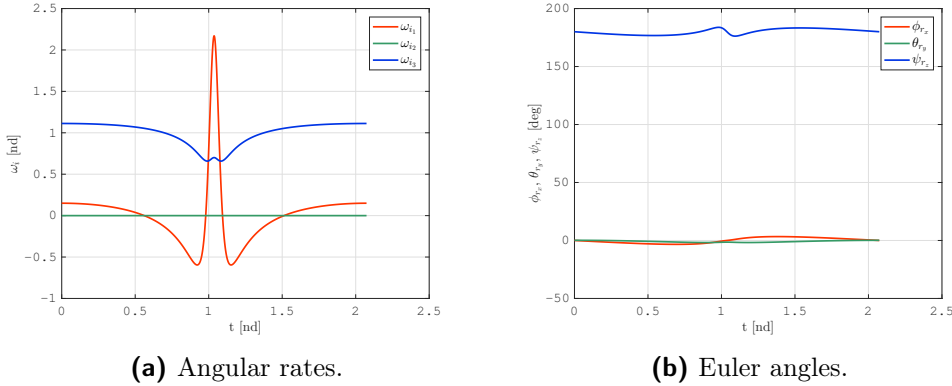 2.5
2
1.5
1
0.5
0
−0.5
−1
ω_i [nd]
ω_{i_1}
ω_{i_2}
ω_{i_3}
0 0.5 1 1.5 2 2.5
t [nd]
(a) Angular rates.
200
150
100
50
0
−50
ϕ_{r_x}, θ_{r_y}, ψ_{r_z} [deg]
ϕ_{r_x}
θ_{r_y}
ψ_{r_z}
0 0.5 1 1.5 2 2.5
t [nd]
(b) Euler angles.